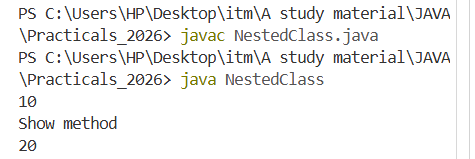 PS C:\Users\HP\Desktop\itm\A study material\JAVA
\Practicals_2026> javac NestedClass.java
PS C:\Users\HP\Desktop\itm\A study material\JAVA
\Practicals_2026> java NestedClass
10
Show method
20